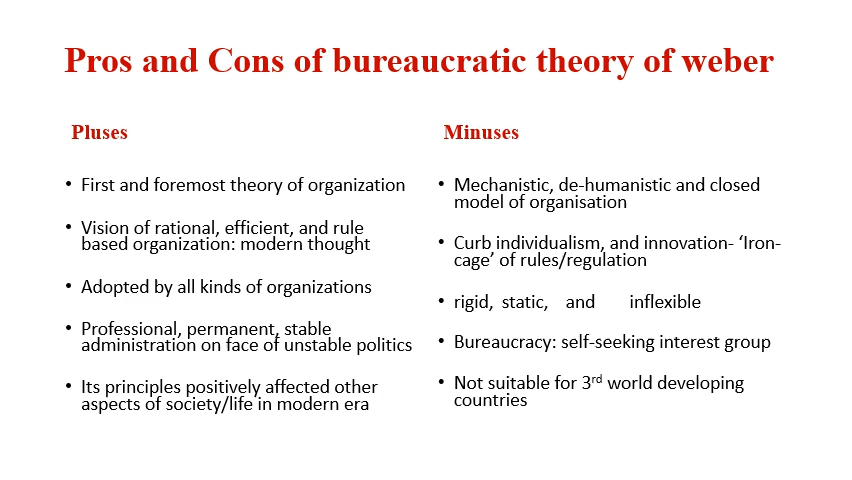 Pros and Cons of bureaucratic theory of weber
Pluses
• First and foremost theory of organization
• Vision of rational, efficient, and rule
based organization: modern thought
• Adopted by all kinds of organizations
• Professional, permanent, stable
administration on face of unstable politics
• Its principles positively affected other
aspects of society/life in modern era
Minuses
• Mechanistic, de-humanistic and closed
model of organisation
• Curb individualism, and innovation- ‘Iron-
cage’ of rules/regulation
• rigid, static, and inflexible
• Bureaucracy: self-seeking interest group
• Not suitable for 3rd world developing
countries